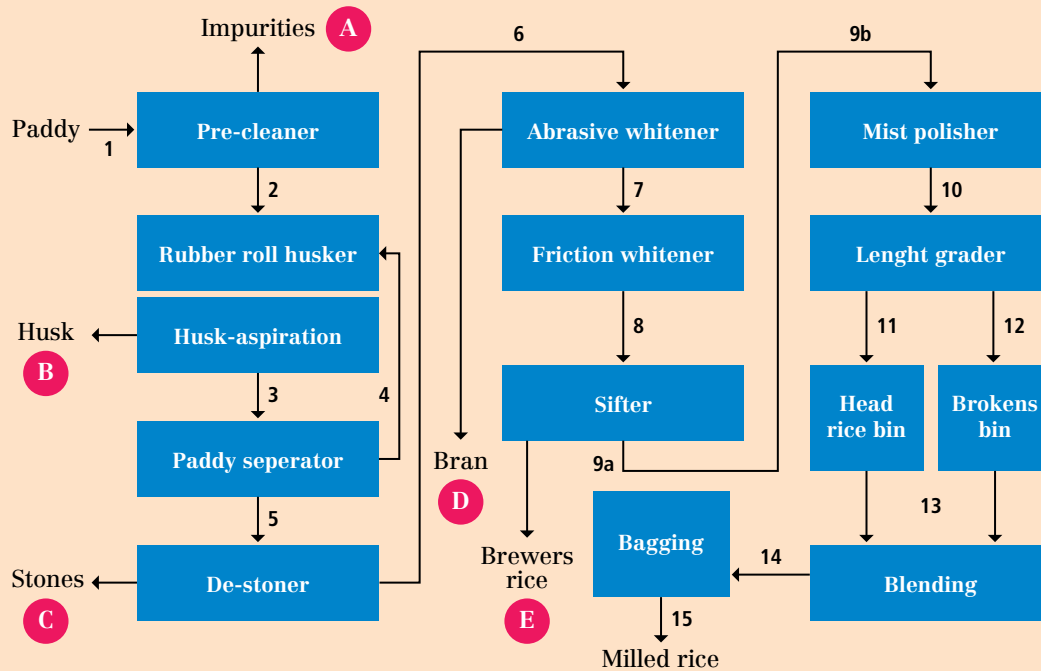 Impurities A
6
9b
Paddy
1
Pre-cleaner
Abrasive whitener
Mist polisher
2
7
10
Rubber roll husker
Friction whitener
Lenght grader
Husk
B
Husk-aspiration
8
11
12
3
4
Sifter
Head
rice bin
Brokens
bin
Paddy seperator
Bran
D
9a
5
13
Bagging
Brewers
rice
E
14
Stones
C
De-stoner
Blending
15
Milled rice